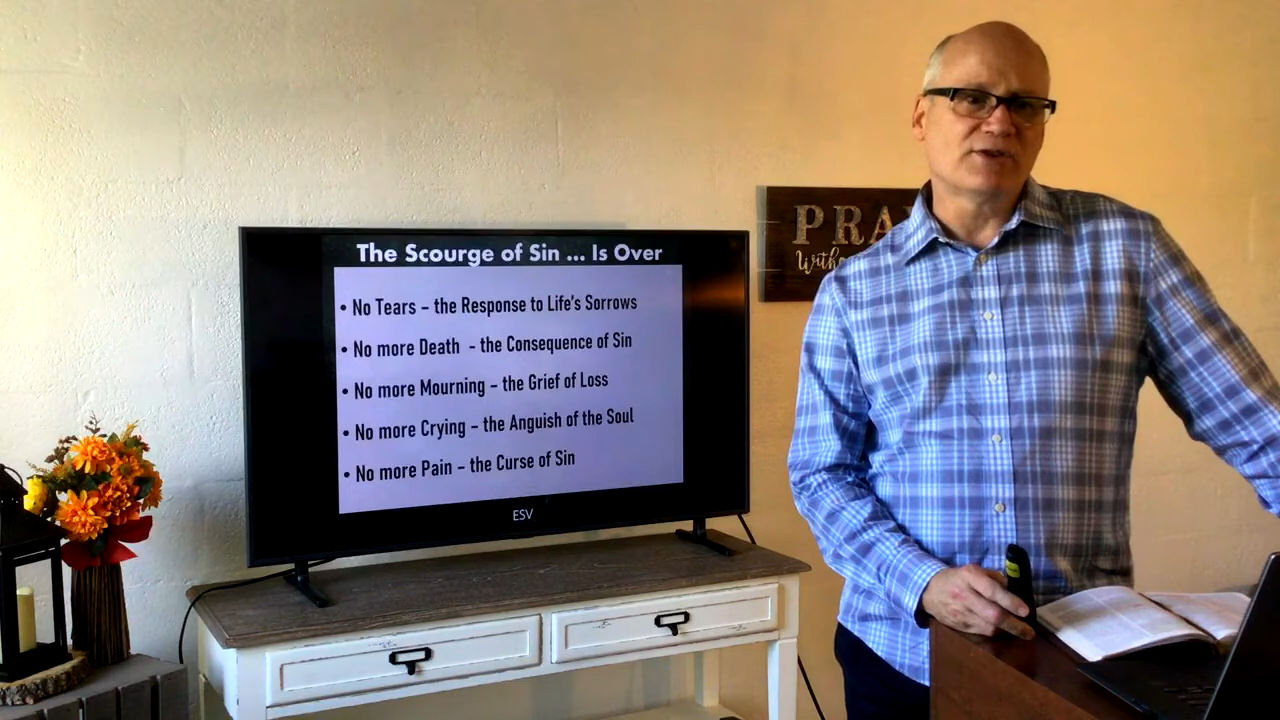 The Scourge of Sin ... Is Over
• No Tears – the Response to Life's Sorrows
• No more Death - the Consequence of Sin
• No more Mourning – the Grief of Loss
• No more Crying – the Anguish of the Soul
• No more Pain – the Curse of Sin
ESV
PRA
With